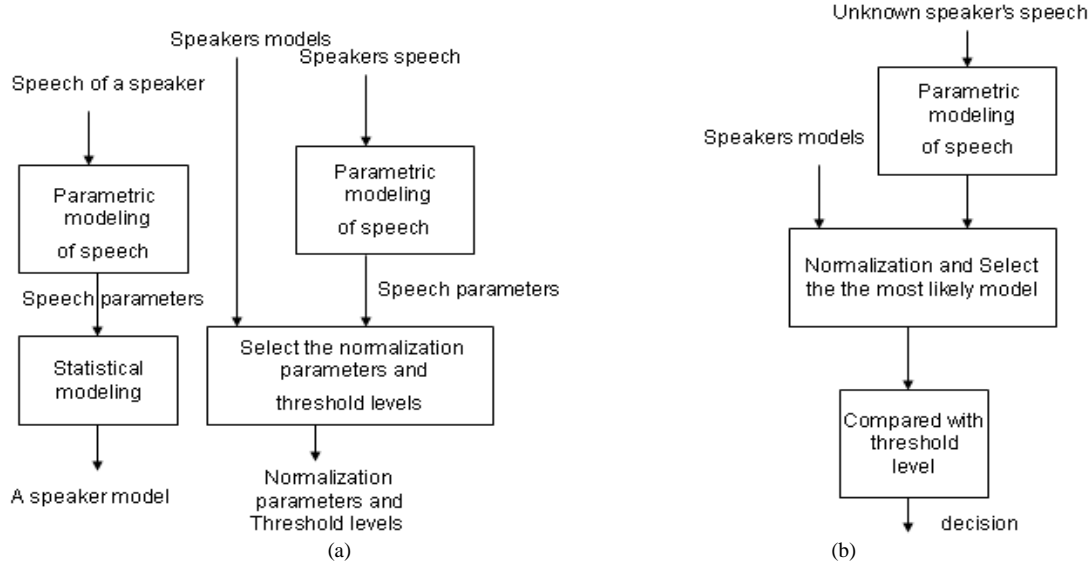 Speech of a speaker
Parametric
modeling
of speech
Speech parameters
Statistical
modeling
A speaker model
Speakers models
Speakers speech
Parametric
modeling
of speech
Speech parameters
Select the normalization
parameters and
threshold levels
Normalization
parameters and
Threshold levels
(a)
Unknown speaker's speech
Parametric
modeling
of speech
Speakers models
Normalization and Select
the the most likely model
Compared with
threshold
level
decision
(b)